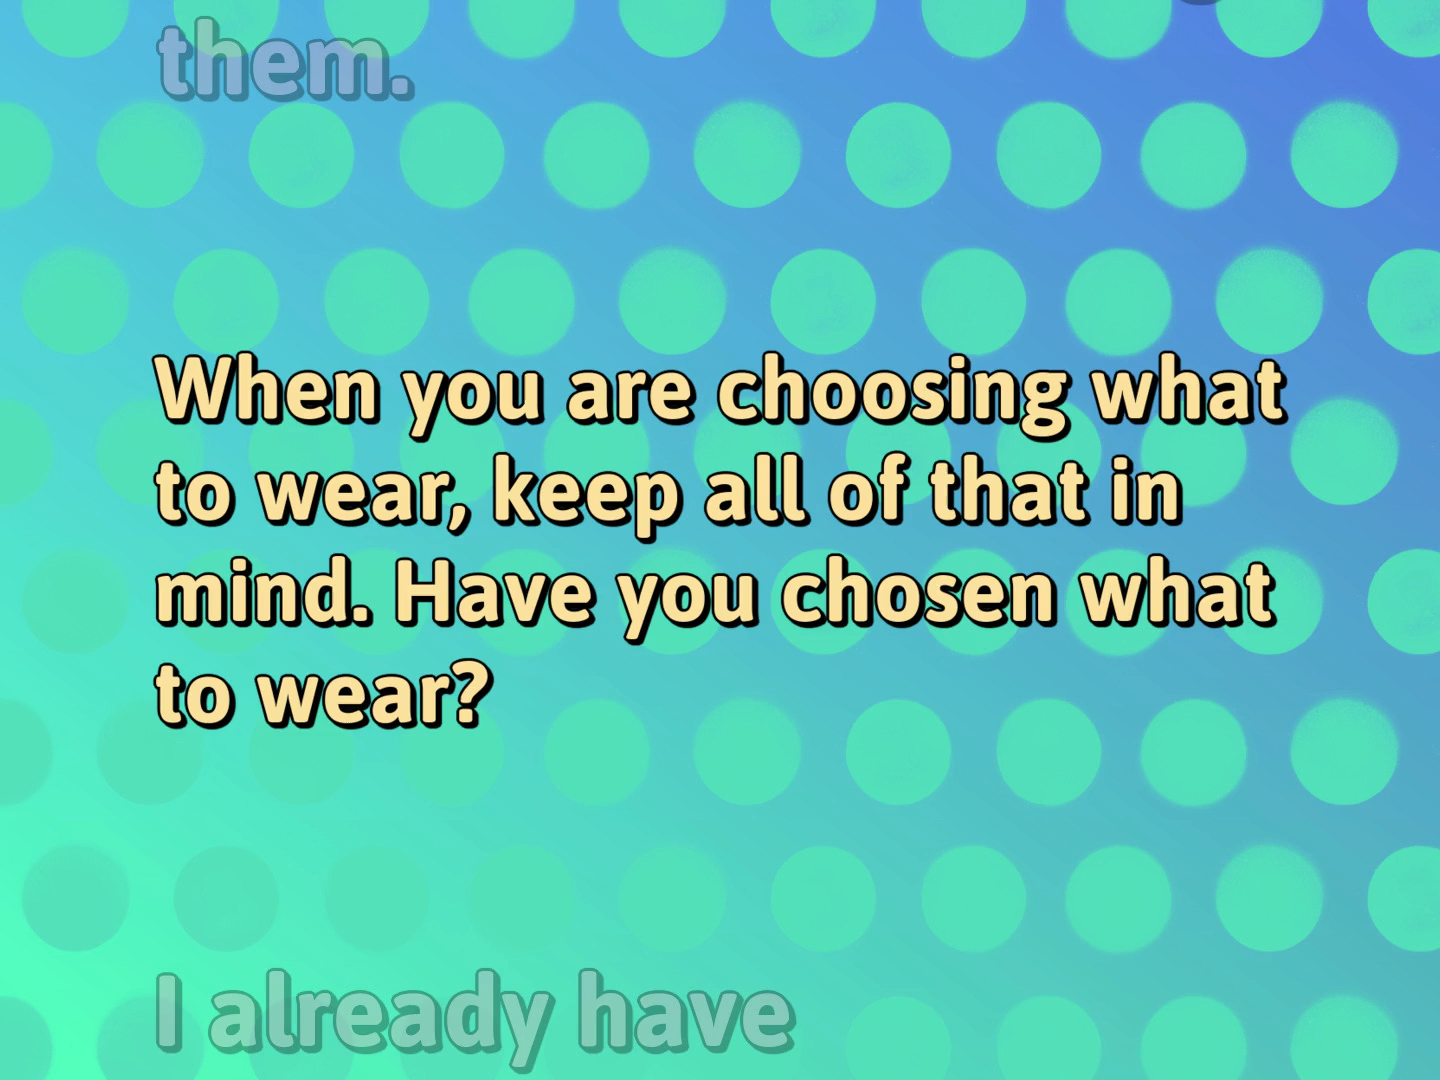 them.
When you are choosing what
to wear, keep all of that in
mind. Have you chosen what
to wear?
I already have